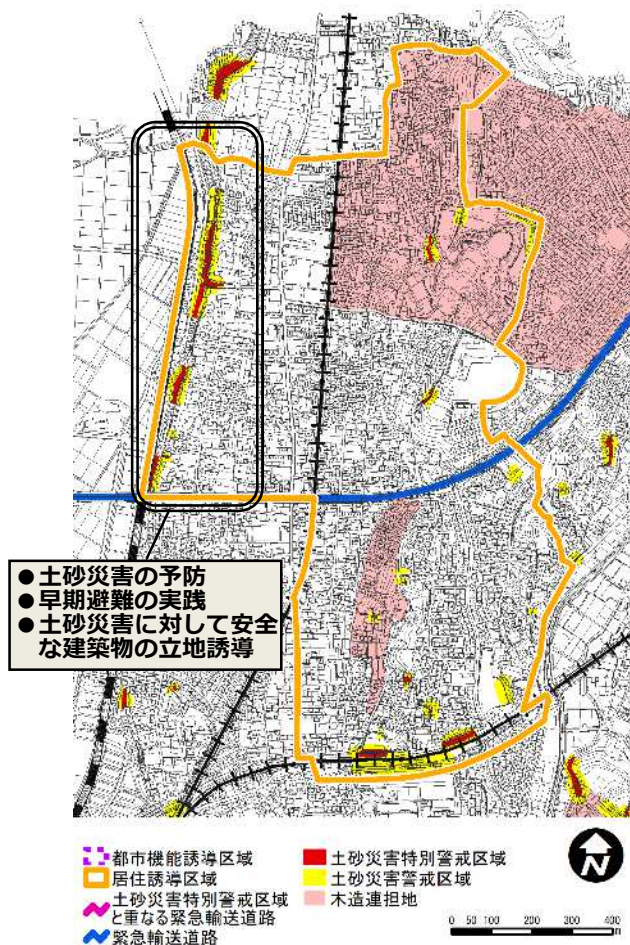 ●土砂災害の予防
●早期避難の実践
●土砂災害に対して安全
な建築物の立地誘導
都市機能誘導区域
居住誘導区域
土砂災害特別警戒区域
と重なる緊急輸送道路
緊急輸送道路
土砂災害特別警戒区域
土砂災害警戒区域
木造連担地
N
0 50 100 200 300 400
m